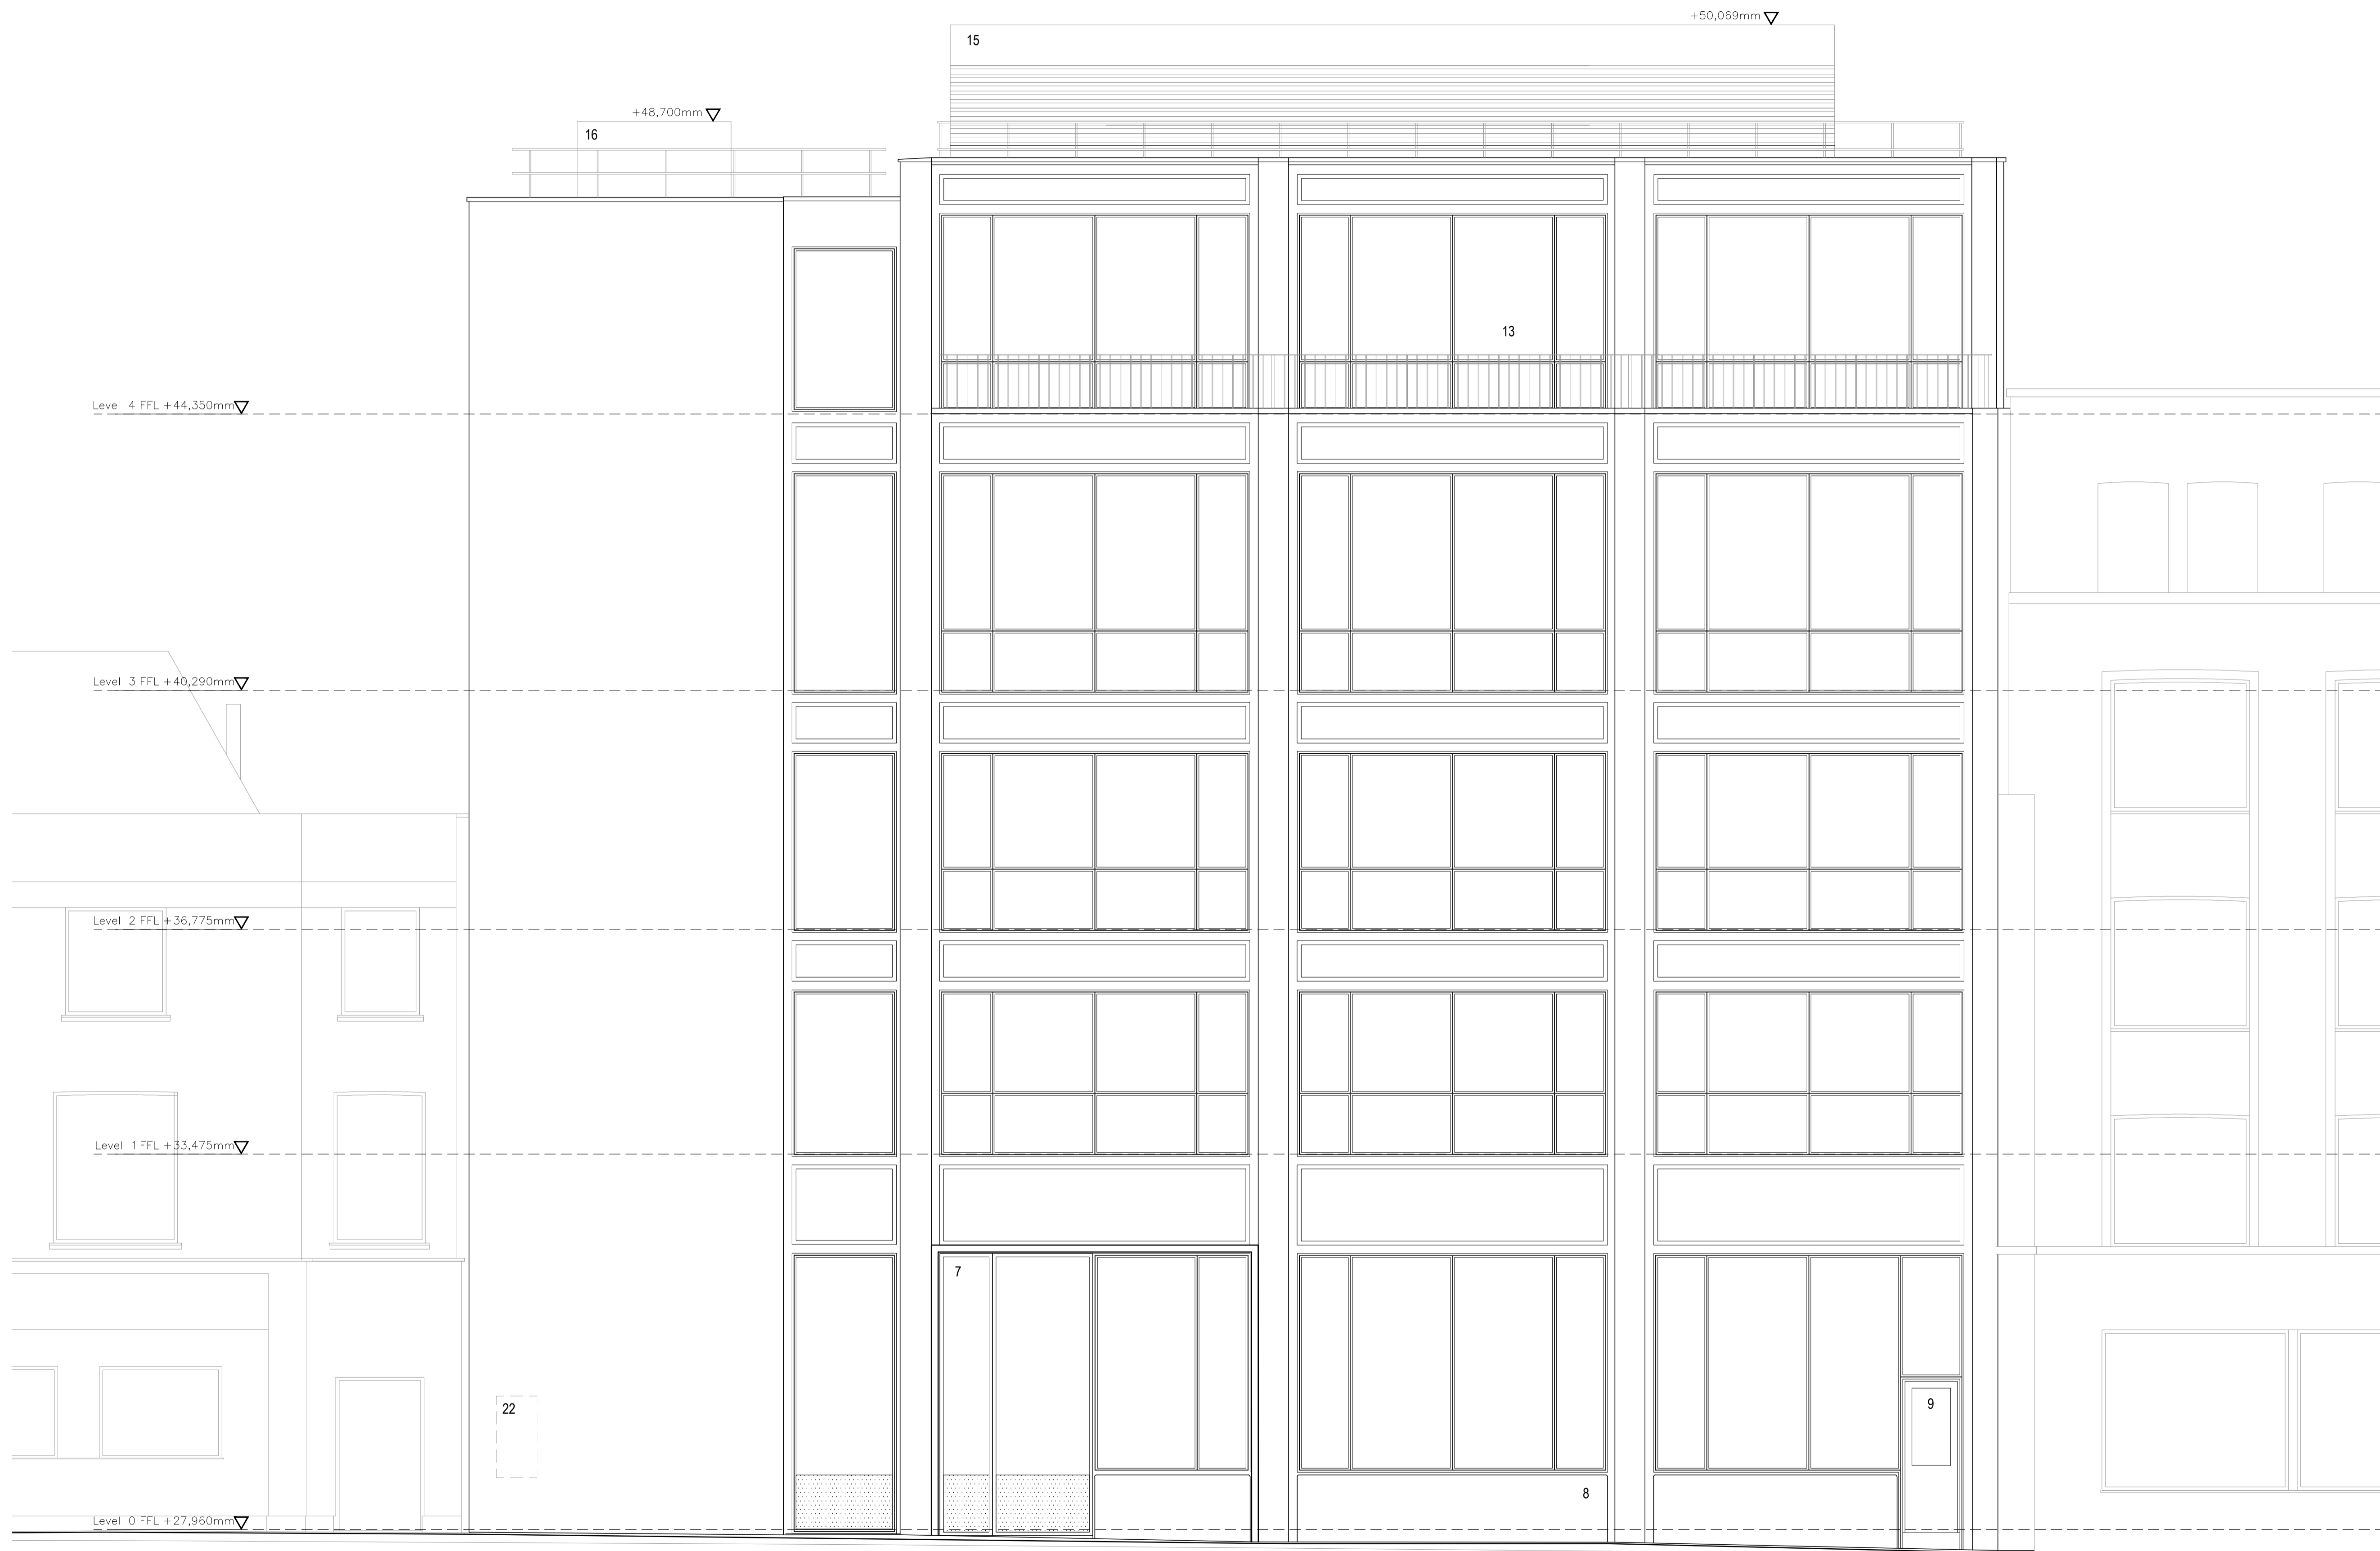 +50,069mm
15
+48,700mm
16
13
Level 4 FFL +44,350mm
Level 3 FFL +40,290mm
Level 2 FFL +36,775mm
Level 1 FFL +33,475mm
7
22
9
8
Level 0 FFL +27,960mm